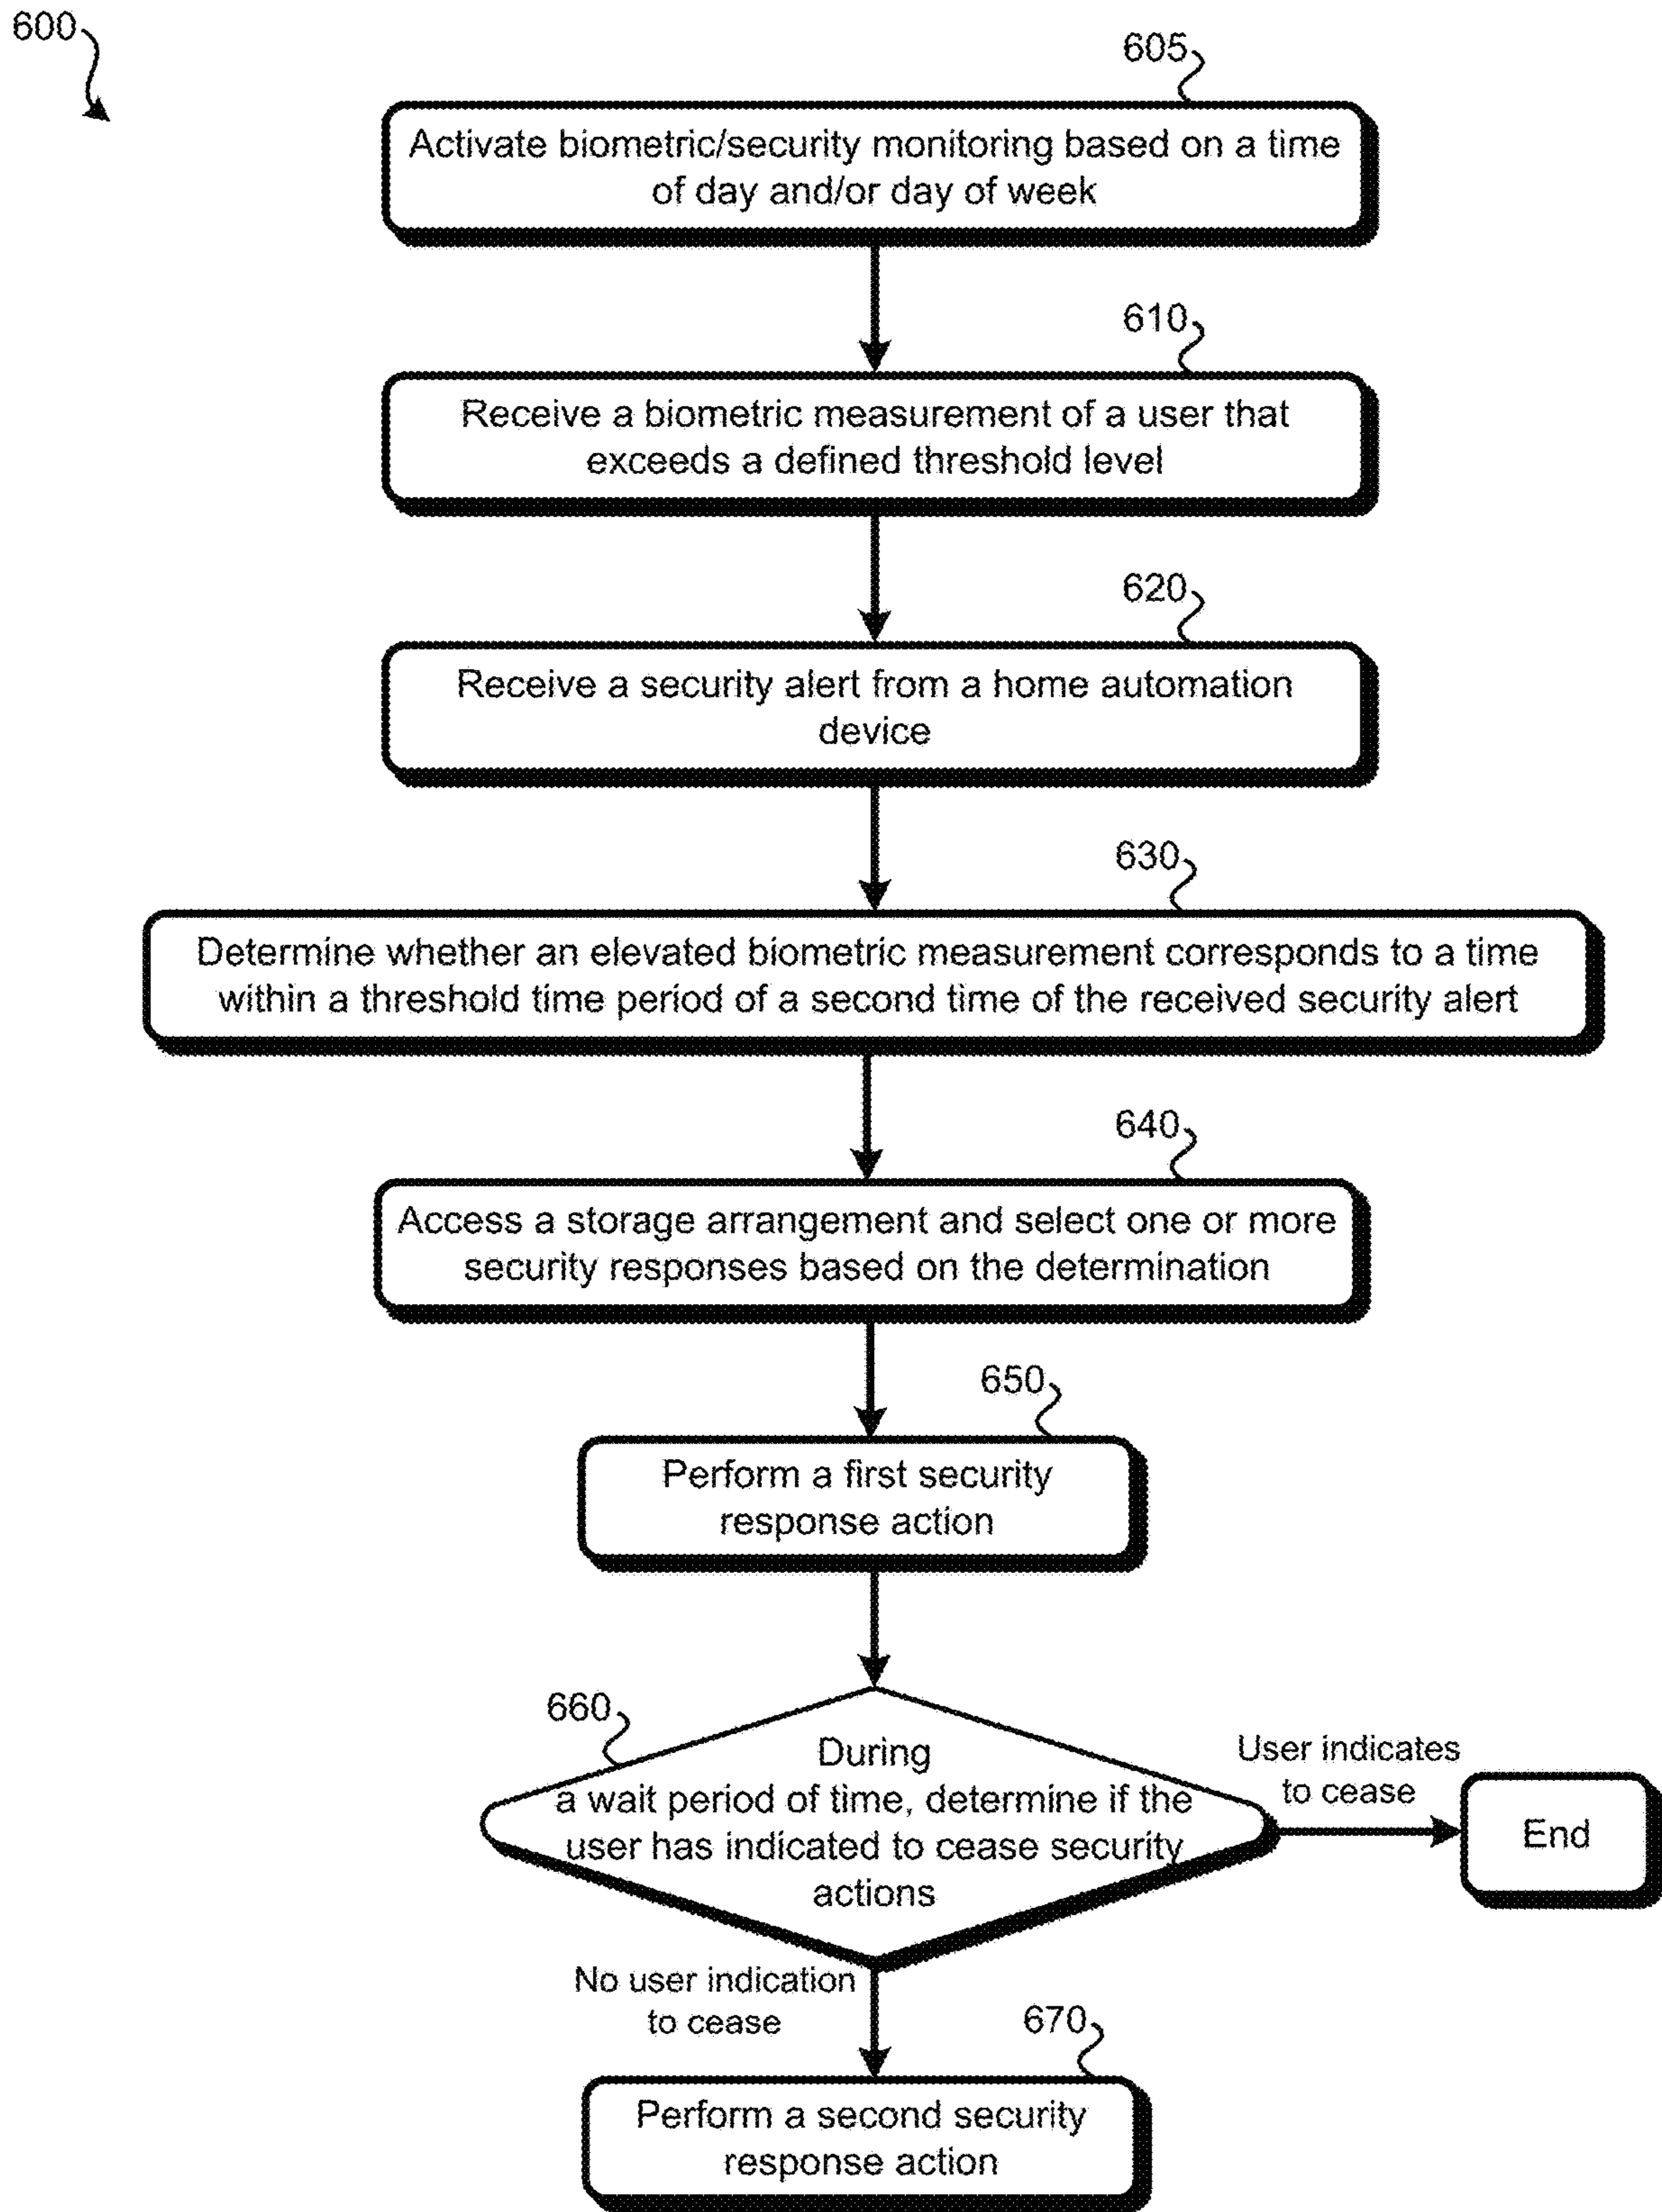 600
605
Activate biometric/security monitoring based on a time
of day and/or day of week
610
Receive a biometric measurement of a user that
exceeds a defined threshold level
620
Receive a security alert from a home automation
device
630
Determine whether an elevated biometric measurement corresponds to a time
within a threshold time period of a second time of the received security alert
640
Access a storage arrangement and select one or more
security responses based on the determination
650
Perform a first security
response action
660
During
a wait period of time, determine if the
user has indicated to cease security
actions
User indicates
to cease
End
No user indication
to cease
670
Perform a second security
response action